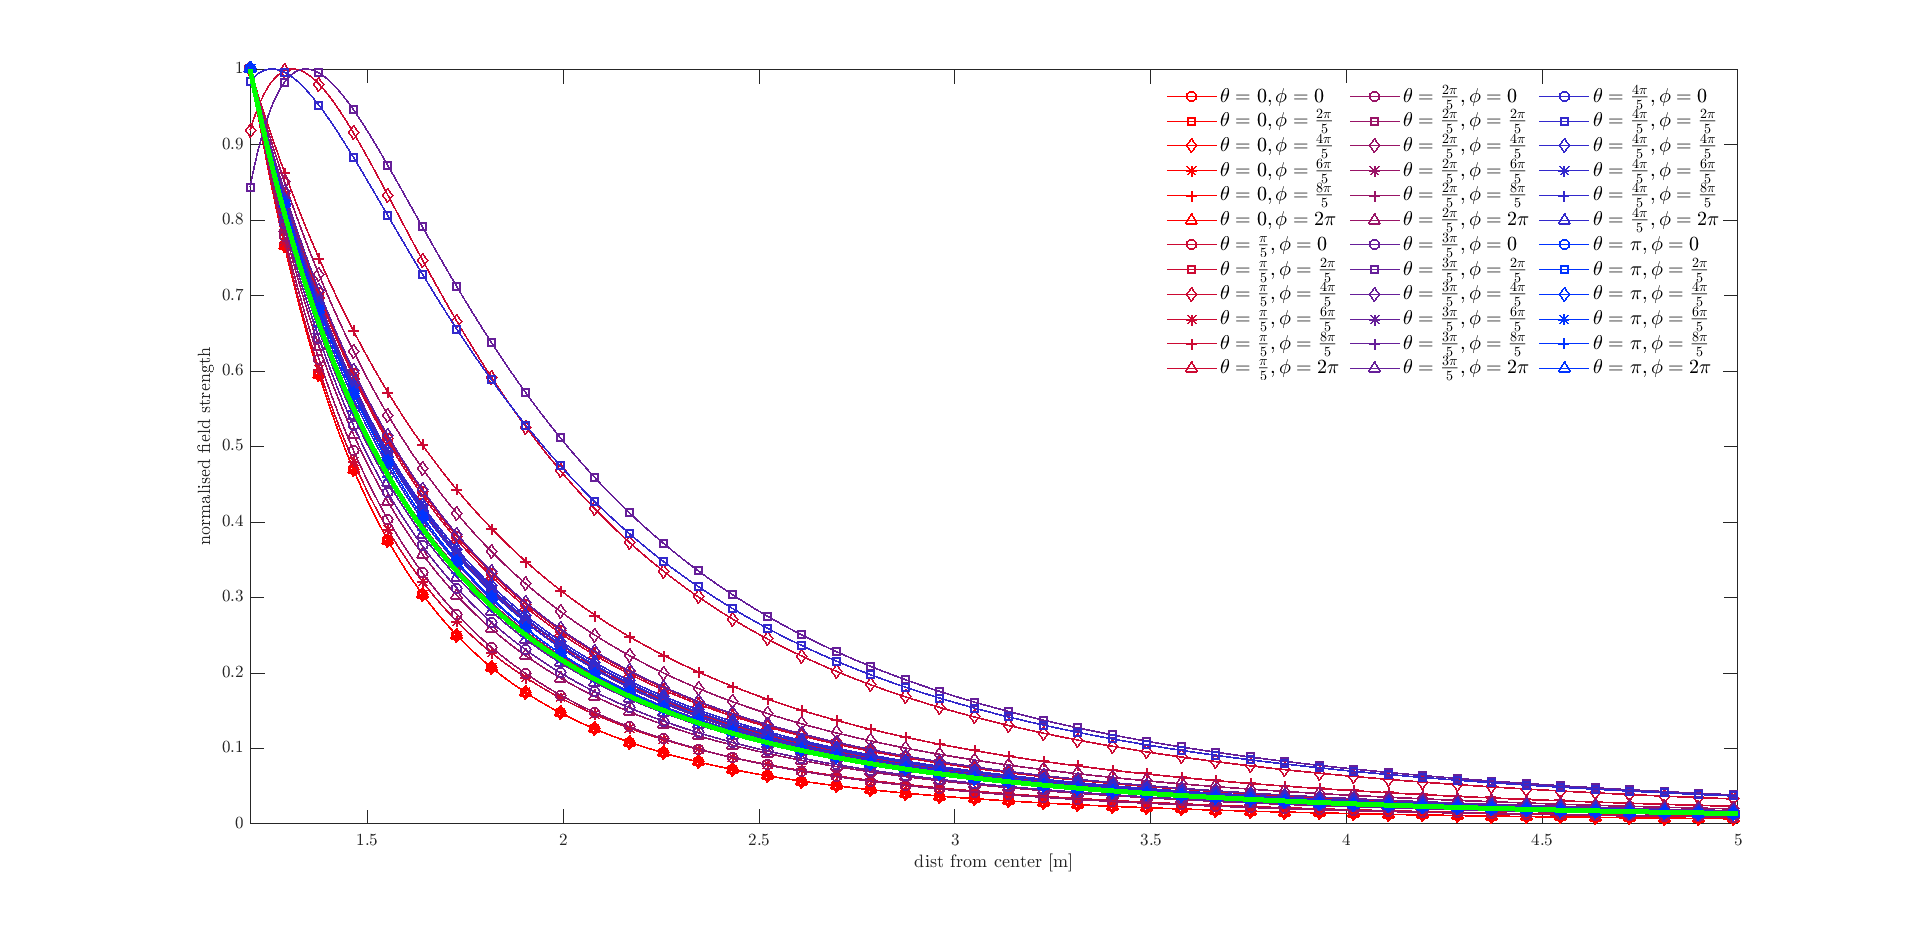 1
0.9
0.8
0.7
0.6
0.5
0.4
0.3
0.2
0.1
0
normalised field strength
1.5 2 2.5 3 3.5 4 4.5 5
dist from center [m]
θ = 0, ϕ = 0
θ = 0, ϕ = 2π/5
θ = 0, ϕ = 4π/5
θ = 0, ϕ = 6π/5
θ = 0, ϕ = 8π/5
θ = 0, ϕ = 2π
θ = π/5, ϕ = 0
θ = π/5, ϕ = 2π/5
θ = π/5, ϕ = 4π/5
θ = π/5, ϕ = 6π/5
θ = π/5, ϕ = 8π/5
θ = π/5, ϕ = 2π
θ = 2π/5, ϕ = 0
θ = 2π/5, ϕ = 2π/5
θ = 2π/5, ϕ = 4π/5
θ = 2π/5, ϕ = 6π/5
θ = 2π/5, ϕ = 8π/5
θ = 2π/5, ϕ = 2π
θ = 3π/5, ϕ = 0
θ = 3π/5, ϕ = 2π/5
θ = 3π/5, ϕ = 4π/5
θ = 3π/5, ϕ = 6π/5
θ = 3π/5, ϕ = 8π/5
θ = 3π/5, ϕ = 2π
θ = 4π/5, ϕ = 0
θ = 4π/5, ϕ = 2π/5
θ = 4π/5, ϕ = 4π/5
θ = 4π/5, ϕ = 6π/5
θ = 4π/5, ϕ = 8π/5
θ = 4π/5, ϕ = 2π
θ = π, ϕ = 0
θ = π, ϕ = 2π/5
θ = π, ϕ = 4π/5
θ = π, ϕ = 6π/5
θ = π, ϕ = 8π/5
θ = π, ϕ = 2π